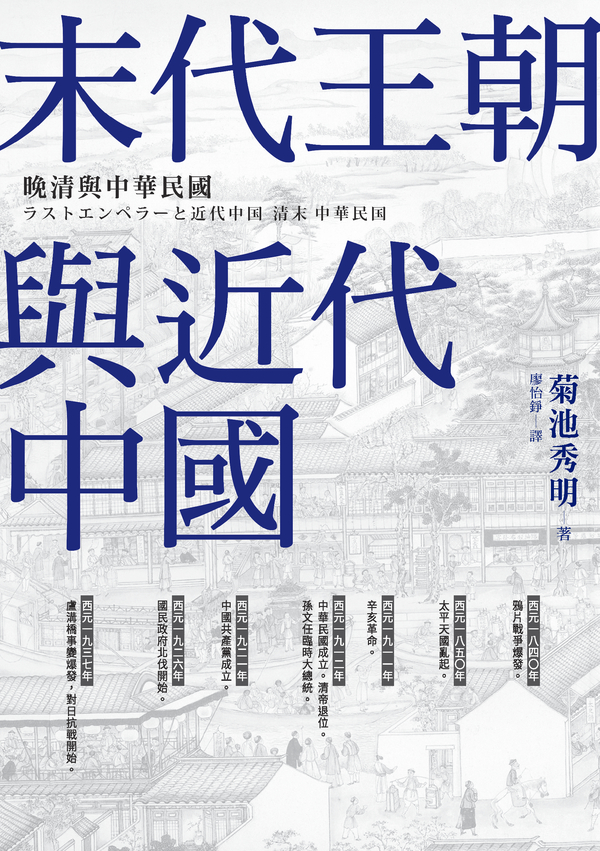 末代王朝
晚清與中華民國
ラストエンペラーと近代中国 清末 中華民国
與近代
中國
菊池秀明 著
廖怡錚 譯
西元一八四〇年
鴉片戰爭爆發。
西元一八五〇年
太平天國亂起。
西元一九一一年
辛亥革命。
西元一九一二年
中華民國成立。清帝退位。
孫文任臨時大總統。
西元一九二一年
中國共產黨成立。
西元一九二六年
國民政府北伐開始。
西元一九三七年
盧溝橋事變爆發，對日抗戰開始。